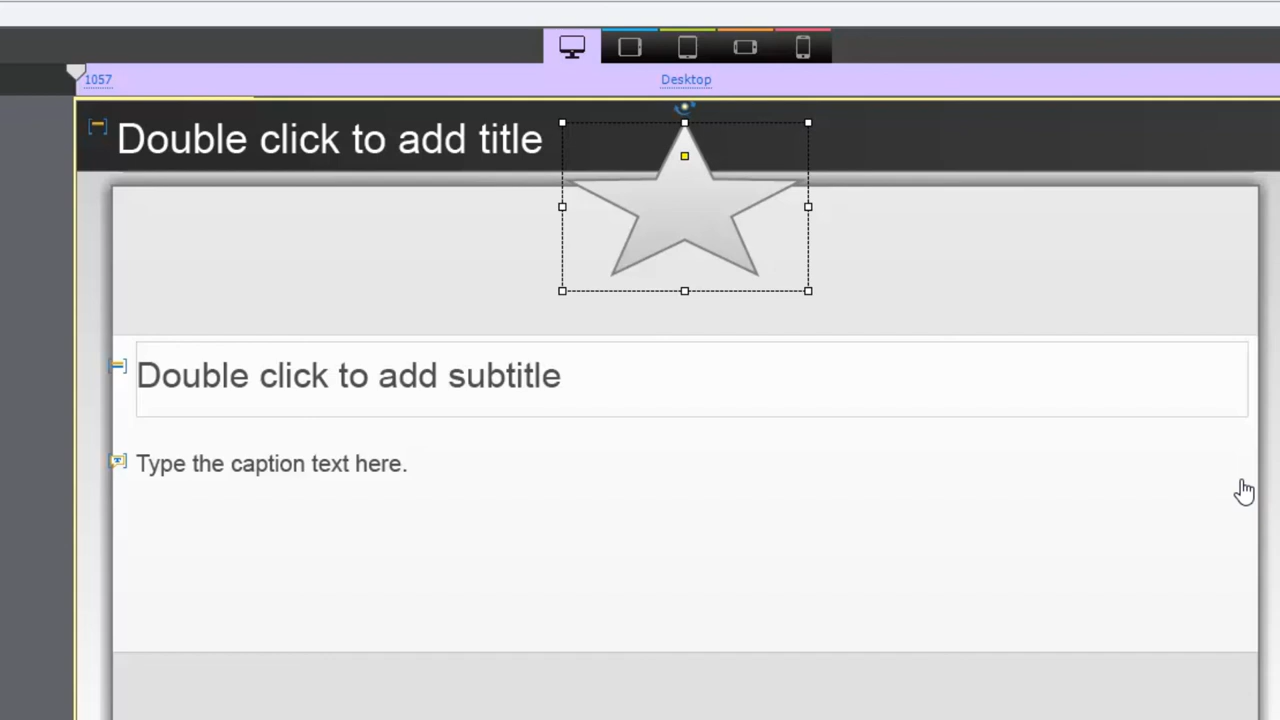 1057
Desktop
Double click to add title
Double click to add subtitle
Type the caption text here.